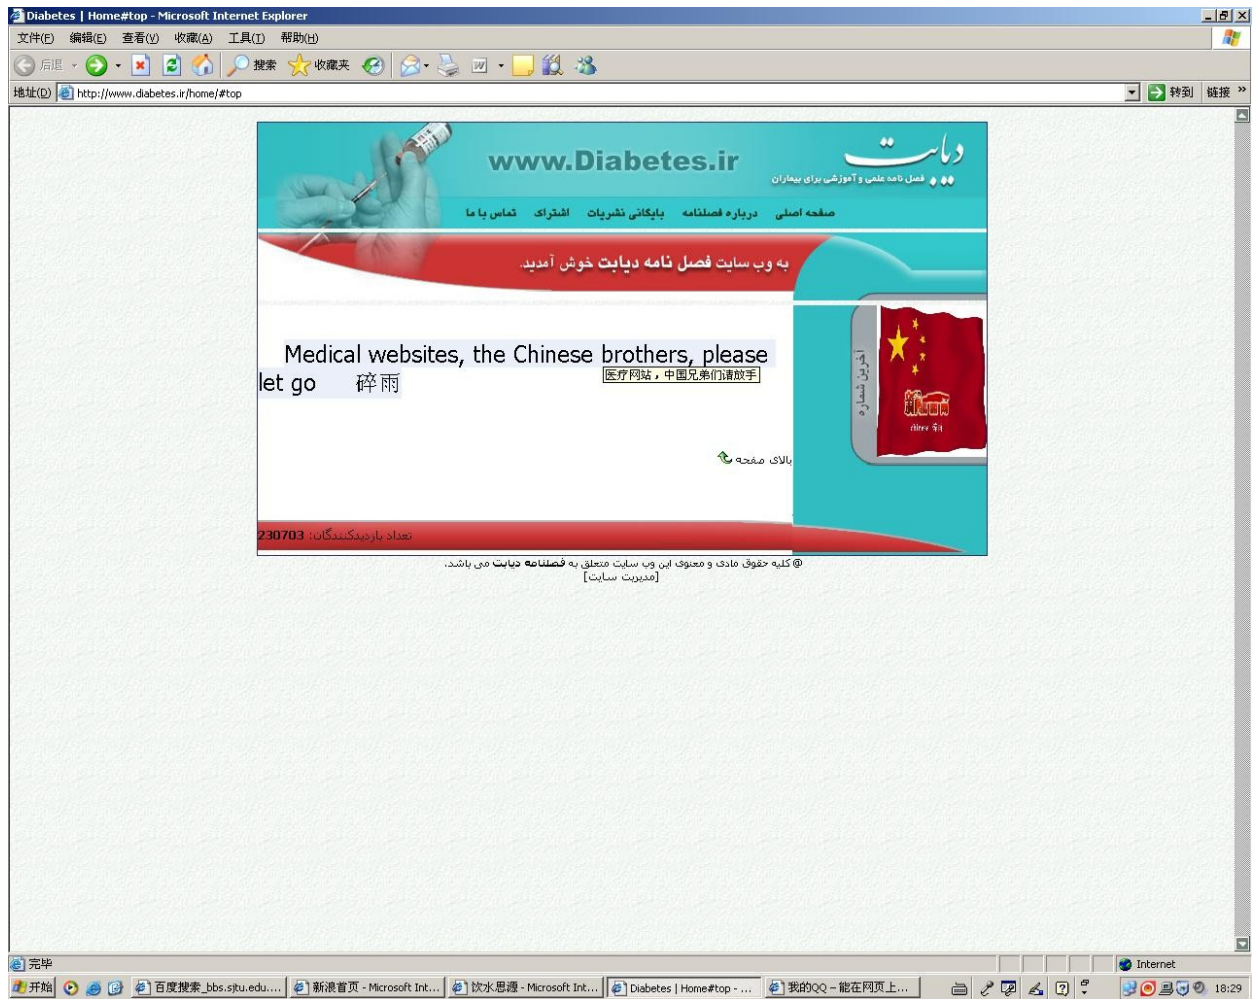 Diabetes | Home#top - Microsoft Internet Explorer
文件(F) 编辑(E) 查看(V) 收藏(A) 工具(T) 帮助(H)
后退 搜索 收藏夹
地址(D) http://www.diabetes.ir/home/#top 转到 链接 »
www.Diabetes.ir
دیابت
فصل نامه علمی و آموزشی برای بیماران
صفحه اصلی درباره فصلنامه بایگانی نشریات اشتراک تماس با ما
به وب سایت فصل نامه دیابت خوش آمدید.
آخرین شماره
Medical websites, the Chinese brothers, please
let go 碎雨
医疗网站，中国兄弟们请放手
بالای صفحه
تعداد بازدیدکنندگان: 230703
@ کلیه حقوق مادی و معنوی این وب سایت متعلق به فصلنامه دیابت می باشد.
[مدیریت سایت]
完毕 Internet
开始 百度搜索_bbs.sjtu.edu.... 新浪首页 - Microsoft Int... 饮水思源 - Microsoft Int... Diabetes | Home#top - ... 我的QQ－能在网页上... 18:29